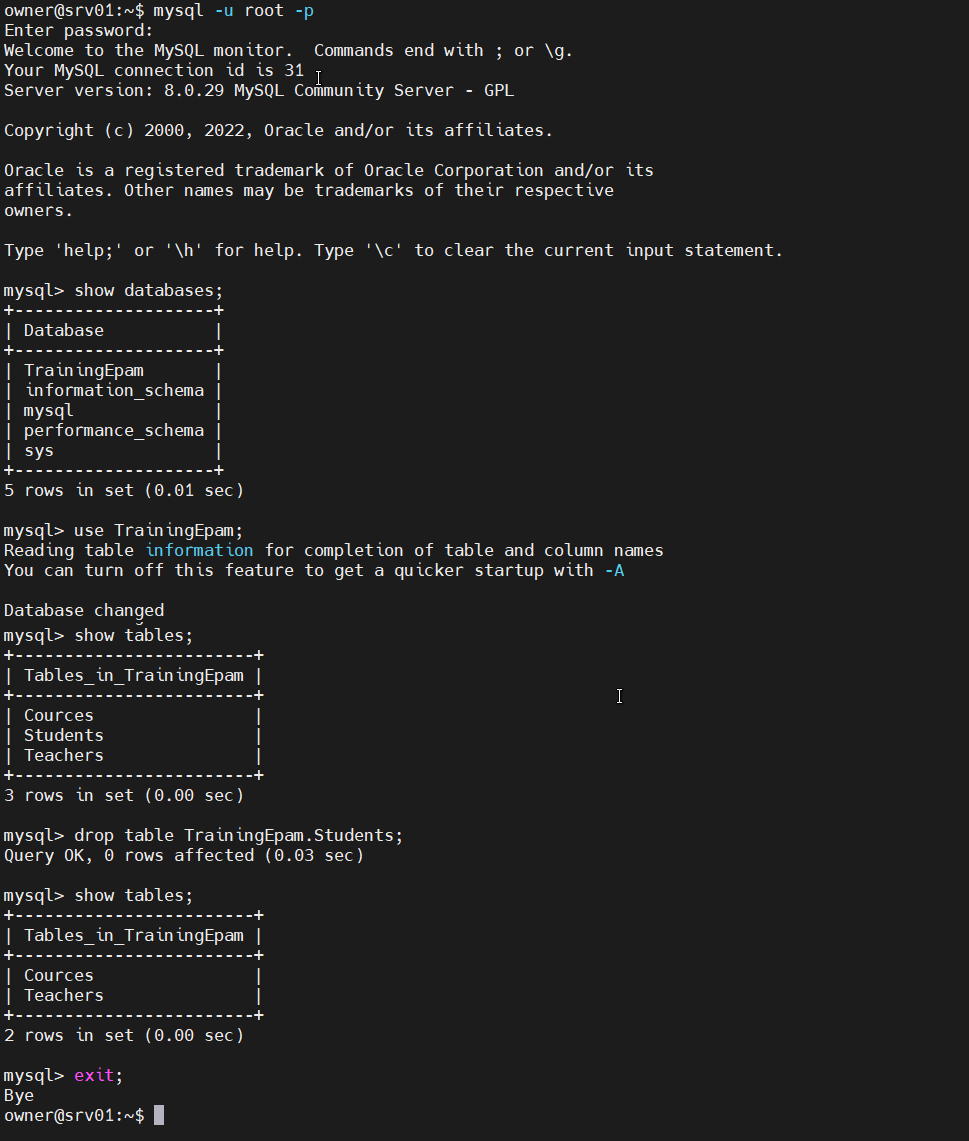 owner@srv01:~$ mysql -u root -p
Enter password:
Welcome to the MySQL monitor.  Commands end with ; or \g.
Your MySQL connection id is 31
Server version: 8.0.29 MySQL Community Server - GPL

Copyright (c) 2000, 2022, Oracle and/or its affiliates.

Oracle is a registered trademark of Oracle Corporation and/or its
affiliates. Other names may be trademarks of their respective
owners.

Type 'help;' or '\h' for help. Type '\c' to clear the current input statement.

mysql> show databases;
+--------------------+
| Database           |
+--------------------+
| TrainingEpam       |
| information_schema |
| mysql              |
| performance_schema |
| sys                |
+--------------------+
5 rows in set (0.01 sec)

mysql> use TrainingEpam;
Reading table information for completion of table and column names
You can turn off this feature to get a quicker startup with -A

Database changed
mysql> show tables;
+------------------------+
| Tables_in_TrainingEpam |
+------------------------+
| Cources                |
| Students               |
| Teachers               |
+------------------------+
3 rows in set (0.00 sec)

mysql> drop table TrainingEpam.Students;
Query OK, 0 rows affected (0.03 sec)

mysql> show tables;
+------------------------+
| Tables_in_TrainingEpam |
+------------------------+
| Cources                |
| Teachers               |
+------------------------+
2 rows in set (0.00 sec)

mysql> exit;
Bye
owner@srv01:~$